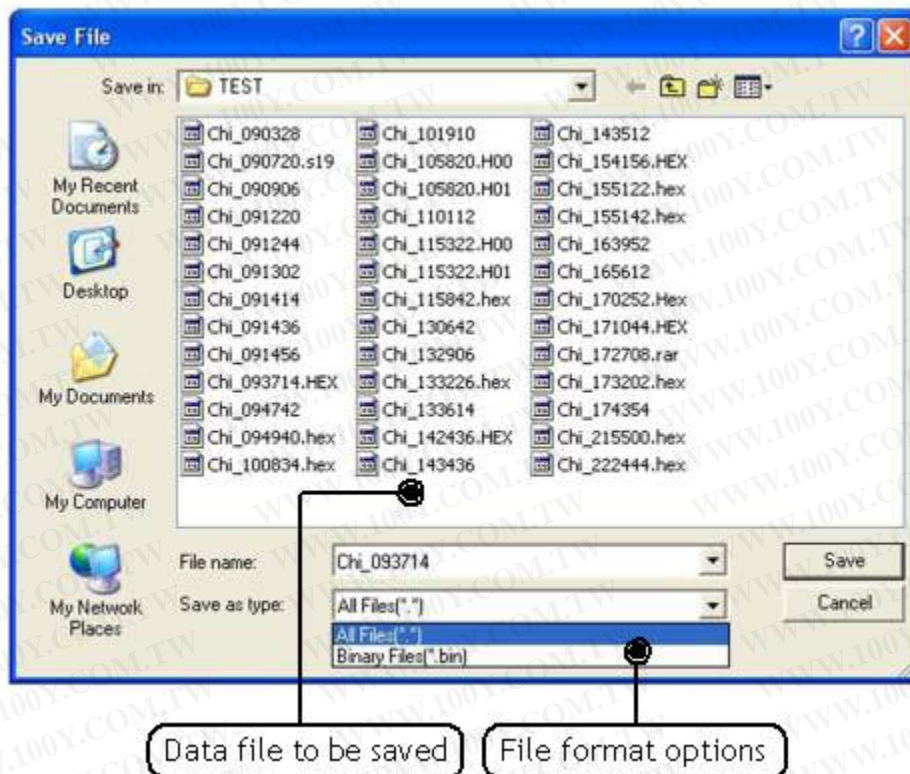 Save File
Save in: TEST
My Recent Documents
Desktop
My Documents
My Computer
My Network Places
Chi_090328
Chi_090720.s19
Chi_090906
Chi_091220
Chi_091244
Chi_091302
Chi_091414
Chi_091436
Chi_091456
Chi_093714.HEX
Chi_094742
Chi_094940.hex
Chi_100834.hex
Chi_101910
Chi_105820.H00
Chi_105820.H01
Chi_110112
Chi_115322.H00
Chi_115322.H01
Chi_115842.hex
Chi_130642
Chi_132906
Chi_133226.hex
Chi_133614
Chi_142436.HEX
Chi_143436
Chi_143512
Chi_154156.HEX
Chi_155122.hex
Chi_155142.hex
Chi_163952
Chi_165612
Chi_170252.Hex
Chi_171044.HEX
Chi_172708.rar
Chi_173202.hex
Chi_174354
Chi_215500.hex
Chi_222444.hex
File name: Chi_093714 Save
Save as type: All Files(*.*) Cancel
All Files(*.*)
Binary Files(*.bin)
Data file to be saved
File format options
WWW.100Y.COM.TW